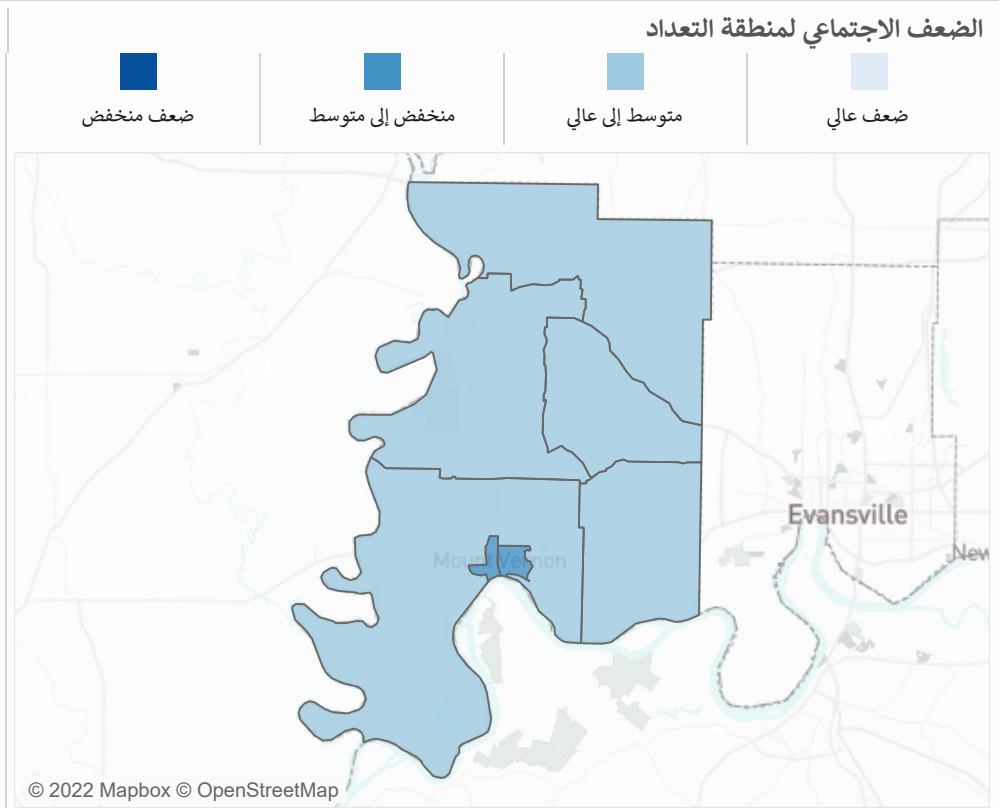 الضعف الاجتماعي لمنطقة التعداد
ضعف عالي
متوسط إلى عالي
منخفض إلى متوسط
ضعف منخفض
Evansville
New
Mount Vernon
© 2022 Mapbox © OpenStreetMap